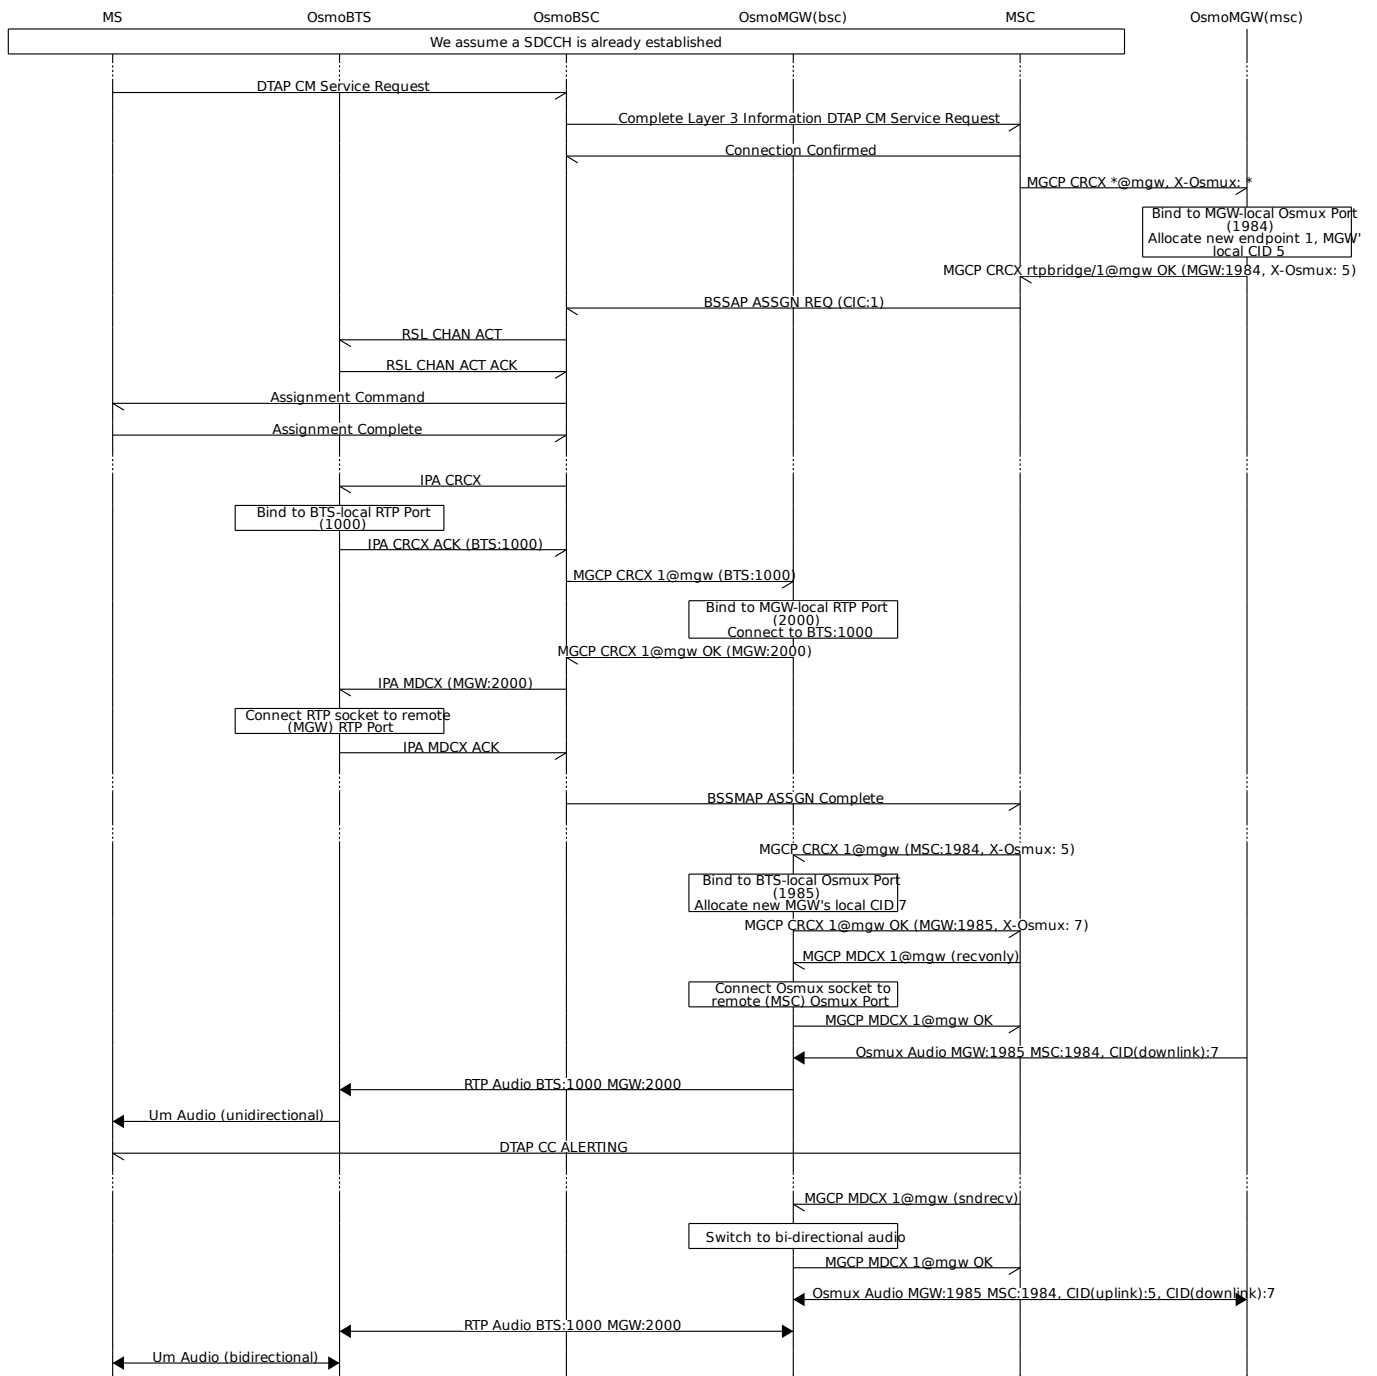 MS OsmoBTS OsmoBSC OsmoMGW(bsc) MSC OsmoMGW(msc)
We assume a SDCCH is already established
DTAP CM Service Request
Complete Layer 3 Information DTAP CM Service Request
Connection Confirmed
MGCP CRCX *@mgw, X-Osmux: *
Bind to MGW-local Osmux Port
(1984)
Allocate new endpoint 1, MGW'
local CID 5
MGCP CRCX rtpbridge/1@mgw OK (MGW:1984, X-Osmux: 5)
BSSAP ASSGN REQ (CIC:1)
RSL CHAN ACT
RSL CHAN ACT ACK
Assignment Command
Assignment Complete
IPA CRCX
Bind to BTS-local RTP Port
(1000)
IPA CRCX ACK (BTS:1000)
MGCP CRCX 1@mgw (BTS:1000)
Bind to MGW-local RTP Port
(2000)
Connect to BTS:1000
MGCP CRCX 1@mgw OK (MGW:2000)
IPA MDCX (MGW:2000)
Connect RTP socket to remote
(MGW) RTP Port
IPA MDCX ACK
BSSMAP ASSGN Complete
MGCP CRCX 1@mgw (MSC:1984, X-Osmux: 5)
Bind to BTS-local Osmux Port
(1985)
Allocate new MGW's local CID 7
MGCP CRCX 1@mgw OK (MGW:1985, X-Osmux: 7)
MGCP MDCX 1@mgw (recvonly)
Connect Osmux socket to
remote (MSC) Osmux Port
MGCP MDCX 1@mgw OK
Osmux Audio MGW:1985 MSC:1984, CID(downlink):7
RTP Audio BTS:1000 MGW:2000
Um Audio (unidirectional)
DTAP CC ALERTING
MGCP MDCX 1@mgw (sndrecv)
Switch to bi-directional audio
MGCP MDCX 1@mgw OK
Osmux Audio MGW:1985 MSC:1984, CID(uplink):5, CID(downlink):7
RTP Audio BTS:1000 MGW:2000
Um Audio (bidirectional)